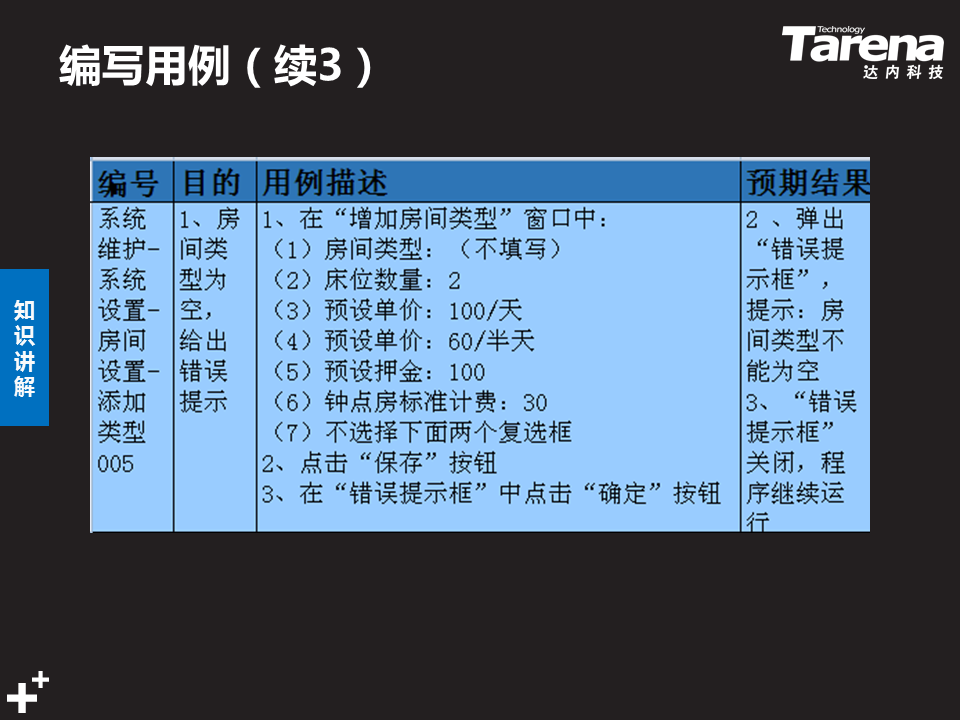 编写用例（续3）
Technology
Tarena
达内科技
知识讲解
编号
目的
用例描述
预期结果
系统
维护-
系统
设置-
房间
设置-
添加
类型
005
1、房
间类
型为
空，
给出
错误
提示
1、在“增加房间类型”窗口中：
（1）房间类型：（不填写）
（2）床位数量：2
（3）预设单价：100/天
（4）预设单价：60/半天
（5）预设押金：100
（6）钟点房标准计费：30
（7）不选择下面两个复选框
2、点击“保存”按钮
3、在“错误提示框”中点击“确定”按钮
2 、弹出
“错误提
示框”，
提示：房
间类型不
能为空
3、“错误
提示框”
关闭，程
序继续运
行